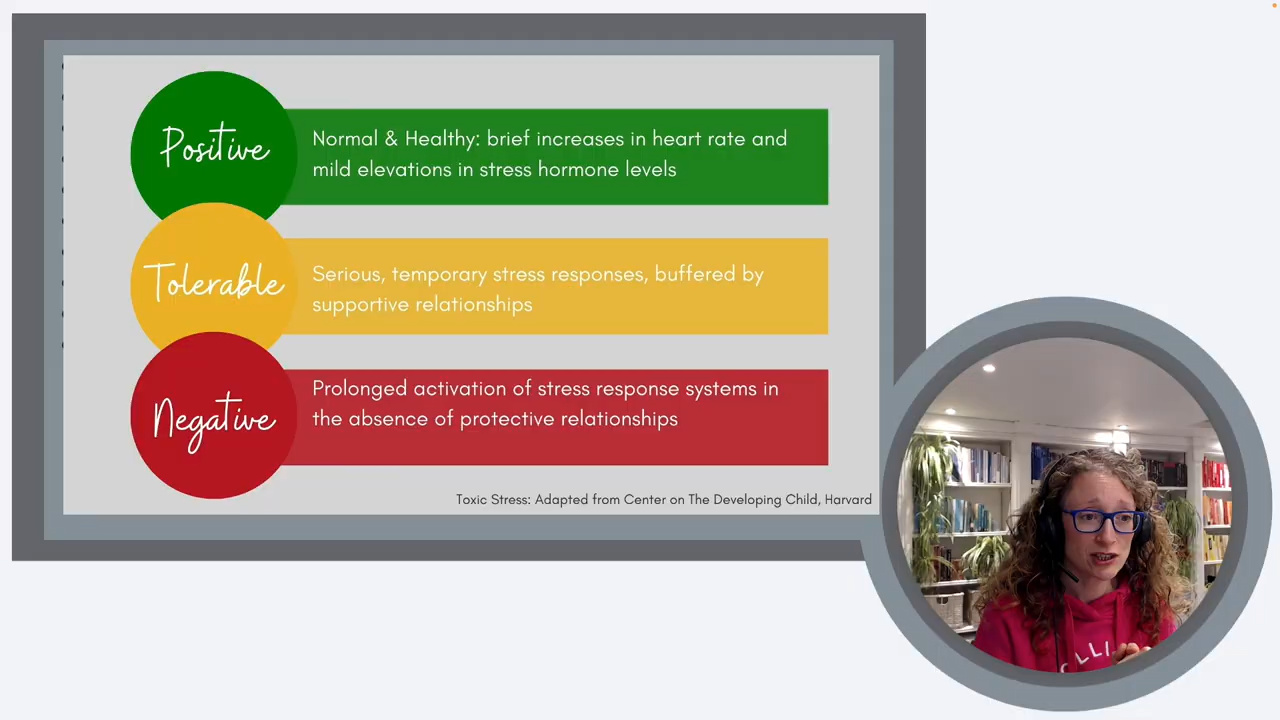 Positive
Normal & Healthy: brief increases in heart rate and
mild elevations in stress hormone levels
Tolerable
Serious, temporary stress responses, buffered by
supportive relationships
Negative
Prolonged activation of stress response systems in
the absence of protective relationships
Toxic Stress: Adapted from Center on The Developing Child, Harvard